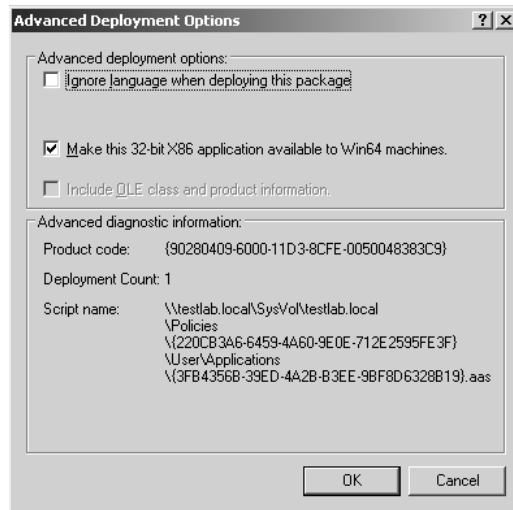 Advanced Deployment Options
Advanced deployment options:
Ignore language when deploying this package
Make this 32-bit X86 application available to Win64 machines.
Include OLE class and product information.
Advanced diagnostic information:
Product code: {90280409-6000-11D3-8CFE-0050048383C9}
Deployment Count: 1
Script name: \\testlab.local\SysVol\testlab.local
\Policies
\{220CB3A6-6459-4A60-9E0E-712E2595FE3F}
\User\Applications
\{3FB4356B-39ED-4A2B-B3EE-9BF8D6328B19}.aas
OK Cancel